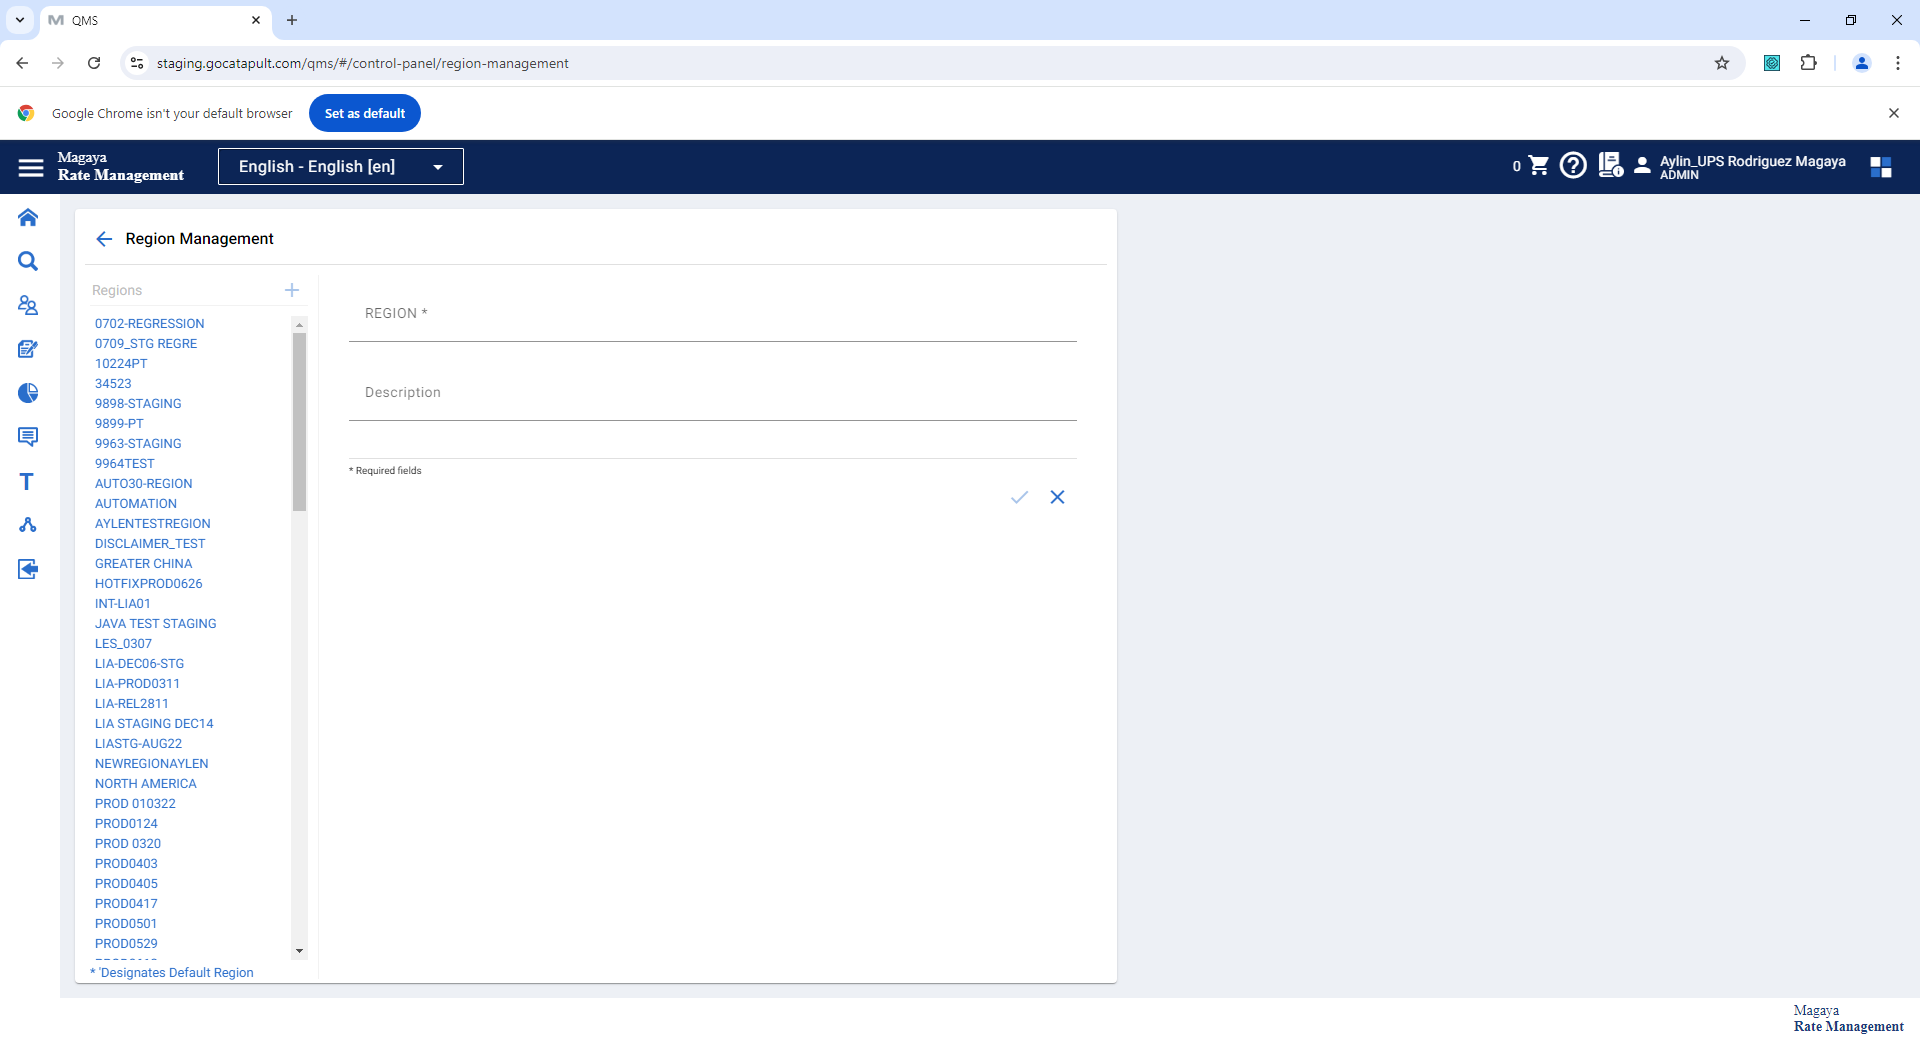 QMS
staging.gocatapult.com/qms/#/control-panel/region-management
Google Chrome isn't your default browser
Set as default
Magaya
Rate Management
English - English [en]
0
Aylin_UPS Rodriguez Magaya
ADMIN
Region Management
Regions
0702-REGRESSION
0709_STG REGRE
10224PT
34523
9898-STAGING
9899-PT
9963-STAGING
9964TEST
AUTO30-REGION
AUTOMATION
AYLENTESTREGION
DISCLAIMER_TEST
GREATER CHINA
HOTFIXPROD0626
INT-LIA01
JAVA TEST STAGING
LES_0307
LIA-DEC06-STG
LIA-PROD0311
LIA-REL2811
LIA STAGING DEC14
LIASTG-AUG22
NEWREGIONAYLEN
NORTH AMERICA
PROD 010322
PROD0124
PROD 0320
PROD0403
PROD0405
PROD0417
PROD0501
PROD0529
* 'Designates Default Region
REGION *
Description
* Required fields
Magaya
Rate Management